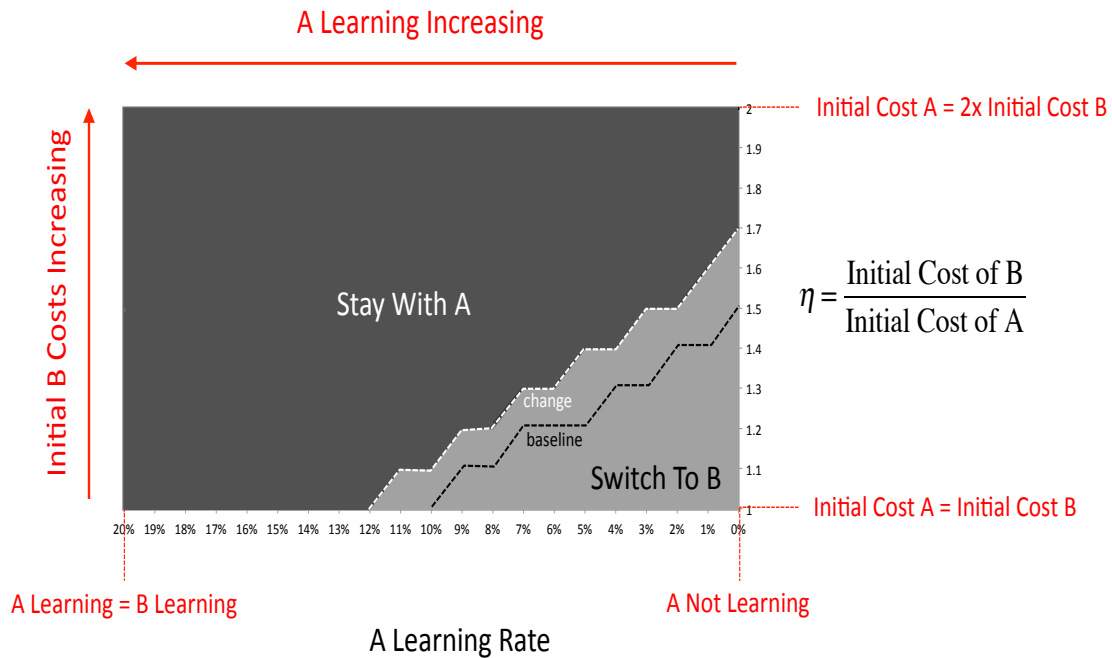 A Learning Increasing
Initial B Costs Increasing
Initial Cost A = 2x Initial Cost B
2
1.9
1.8
1.7
1.6
1.5
1.4
1.3
1.2
1.1
1
Stay With A
change
baseline
Switch To B
η = Initial Cost of B
Initial Cost of A
Initial Cost A = Initial Cost B
20% 19% 18% 17% 16% 15% 14% 13% 12% 11% 10% 9% 8% 7% 6% 5% 4% 3% 2% 1% 0%
A Learning = B Learning
A Not Learning
A Learning Rate